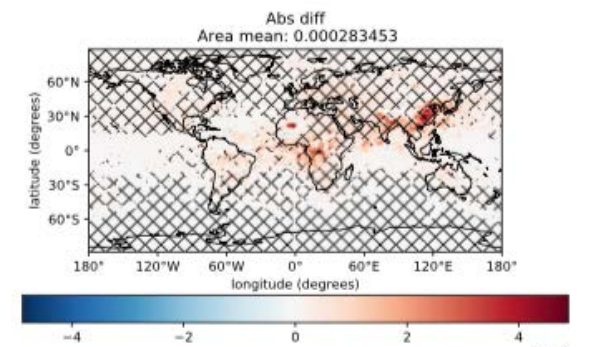 Abs diff
Area mean: 0.000283453
latitude (degrees)
60°N
30°N
0°
30°S
60°S
180° 120°W 60°W 0° 60°E 120°E 180°
longitude (degrees)
−4 −2 0 2 4